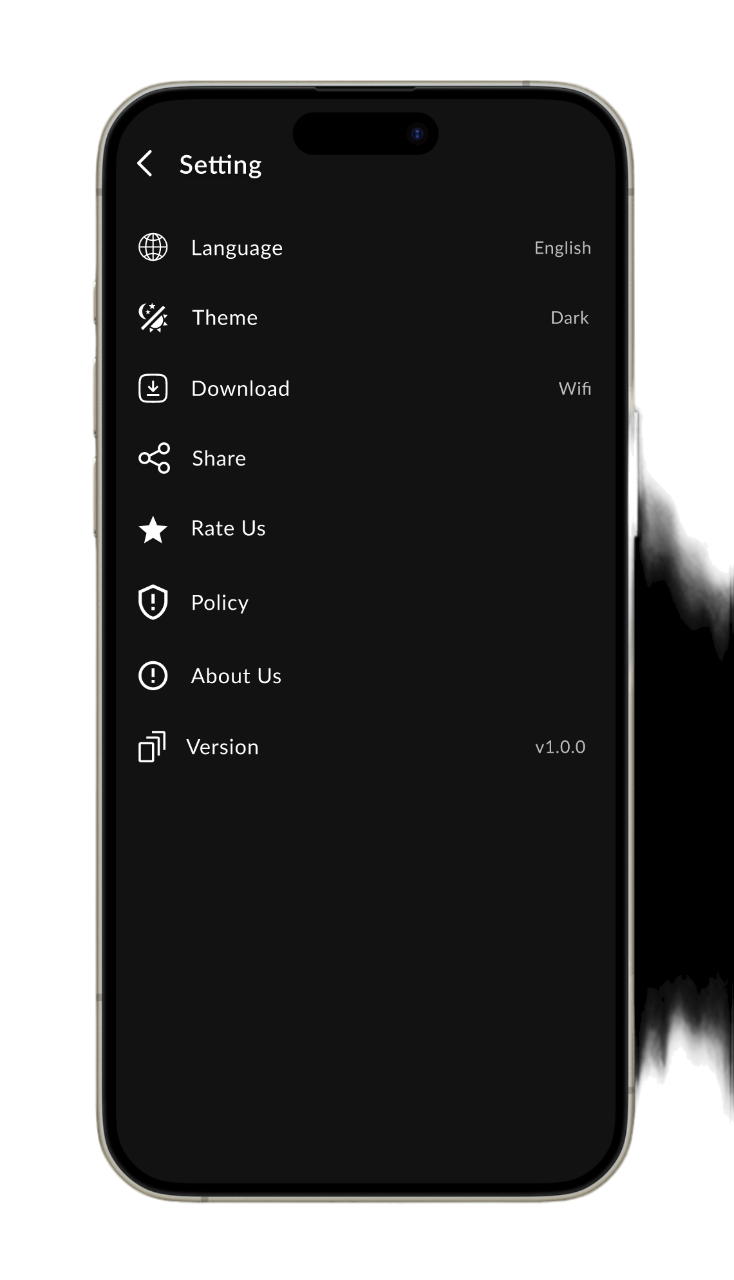 Setting
Language English
Theme Dark
Download Wifi
Share
Rate Us
Policy
About Us
Version v1.0.0